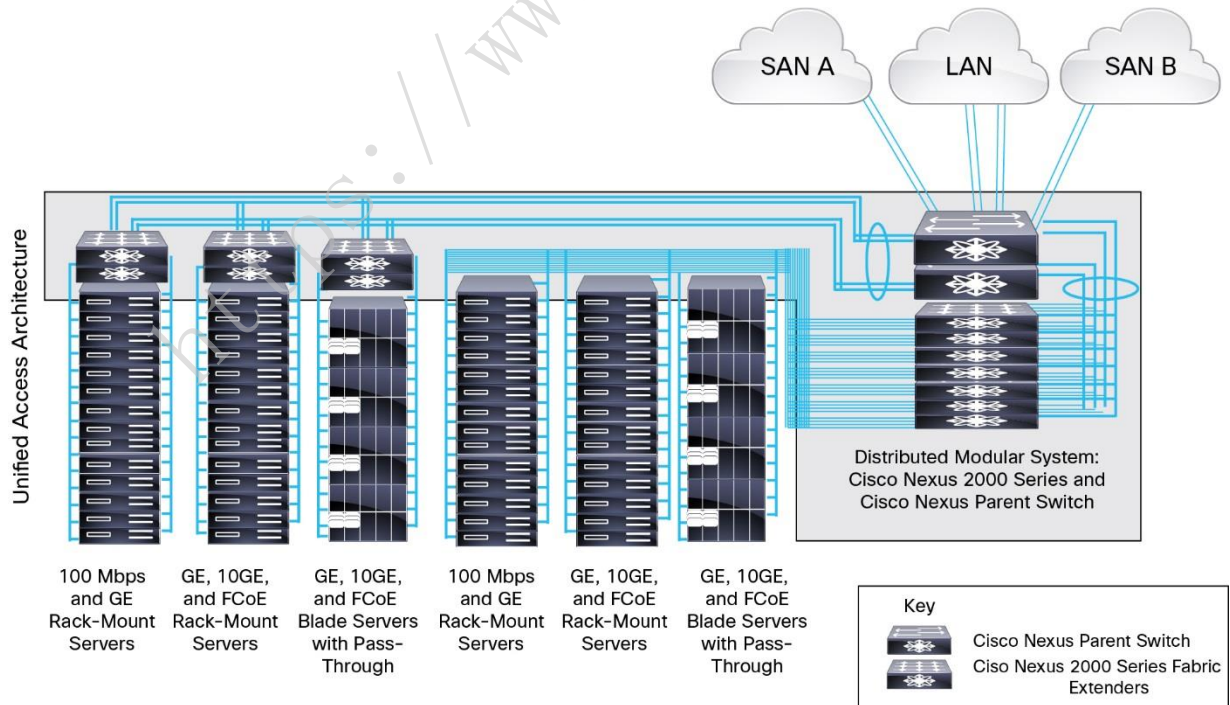 https://ww
SAN A
LAN
SAN B
Unified Access Architecture
Distributed Modular System:
Cisco Nexus 2000 Series and
Cisco Nexus Parent Switch
100 Mbps
and GE
Rack-Mount
Servers
GE, 10GE,
and FCoE
Rack-Mount
Servers
GE, 10GE,
and FCoE
Blade Servers
with Pass-
Through
100 Mbps
and GE
Rack-Mount
Servers
GE, 10GE,
and FCoE
Rack-Mount
Servers
GE, 10GE,
and FCoE
Blade Servers
with Pass-
Through
Key
Cisco Nexus Parent Switch
Ciso Nexus 2000 Series Fabric
Extenders